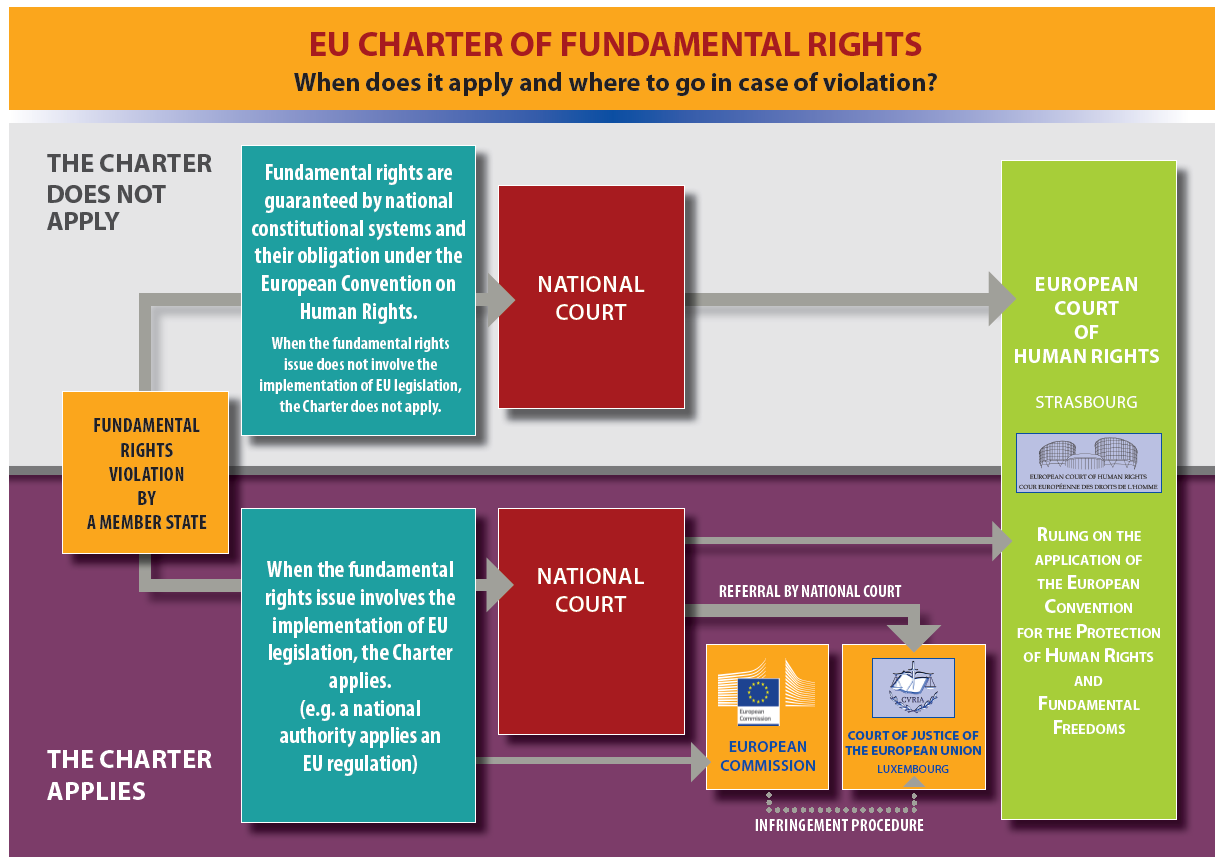 EU CHARTER OF FUNDAMENTAL RIGHTS
When does it apply and where to go in case of violation?
THE CHARTER
DOES NOT
APPLY
Fundamental rights are
guaranteed by national
constitutional systems and
their obligation under the
European Convention on
Human Rights.
When the fundamental rights
issue does not involve the
implementation of EU legislation,
the Charter does not apply.
NATIONAL
COURT
EUROPEAN
COURT
OF
HUMAN RIGHTS
STRASBOURG
EUROPEAN COURT OF HUMAN RIGHTS
COUR EUROPÉENNE DES DROITS DE L'HOMME
RULING ON THE
APPLICATION OF
THE EUROPEAN
CONVENTION
FOR THE PROTECTION
OF HUMAN RIGHTS
AND
FUNDAMENTAL
FREEDOMS
FUNDAMENTAL
RIGHTS
VIOLATION
BY
A MEMBER STATE
When the fundamental
rights issue involves the
implementation of EU
legislation, the Charter
applies.
(e.g. a national
authority applies an
EU regulation)
NATIONAL
COURT
REFERRAL BY NATIONAL COURT
European
Commission
EUROPEAN
COMMISSION
CVRIA
COURT OF JUSTICE OF
THE EUROPEAN UNION
LUXEMBOURG
INFRINGEMENT PROCEDURE
THE CHARTER
APPLIES